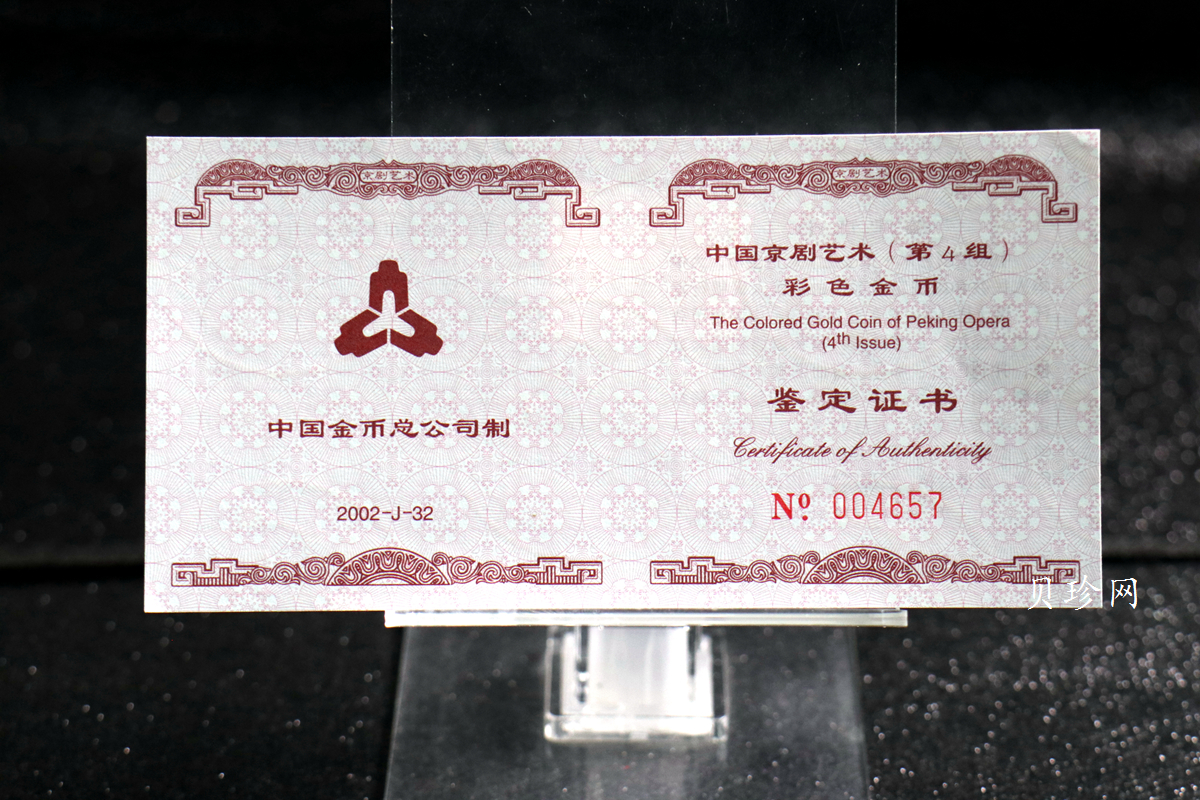 京剧艺术
中国金币总公司制
2002-J-32
京剧艺术
中国京剧艺术（第4组）
彩色金币
The Colored Gold Coin of Peking Opera
(4th Issue)
鉴定证书
Certificate of Authenticity
Nº 004657
贝珍网